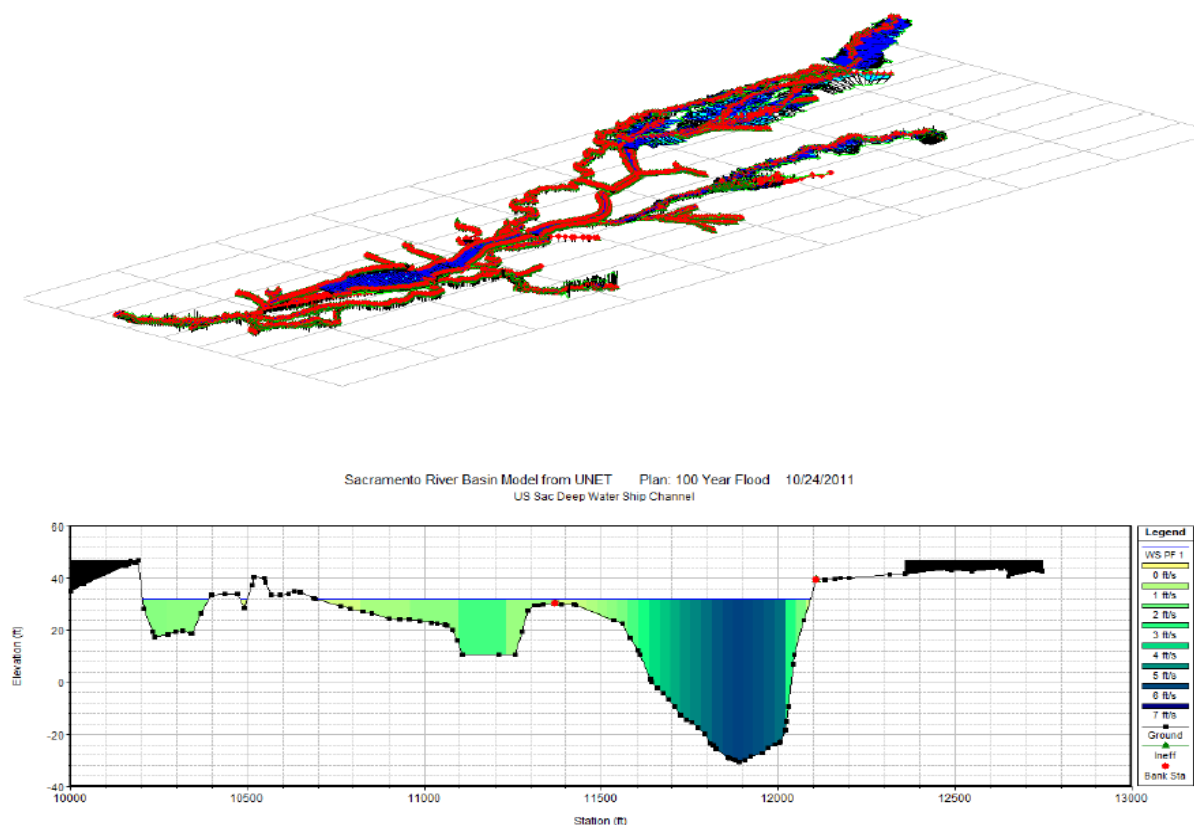 Sacramento River Basin Model from UNET Plan: 100 Year Flood 10/24/2011
US Sac Deep Water Ship Channel
60
40
20
0
-20
-40
Elevation (ft)
10000
10500
11000
11500
12000
12500
13000
Station (ft)
Legend
WS PF 1
0 ft/s
1 ft/s
2 ft/s
3 ft/s
4 ft/s
5 ft/s
6 ft/s
7 ft/s
Ground
Ineff
Bank Sta